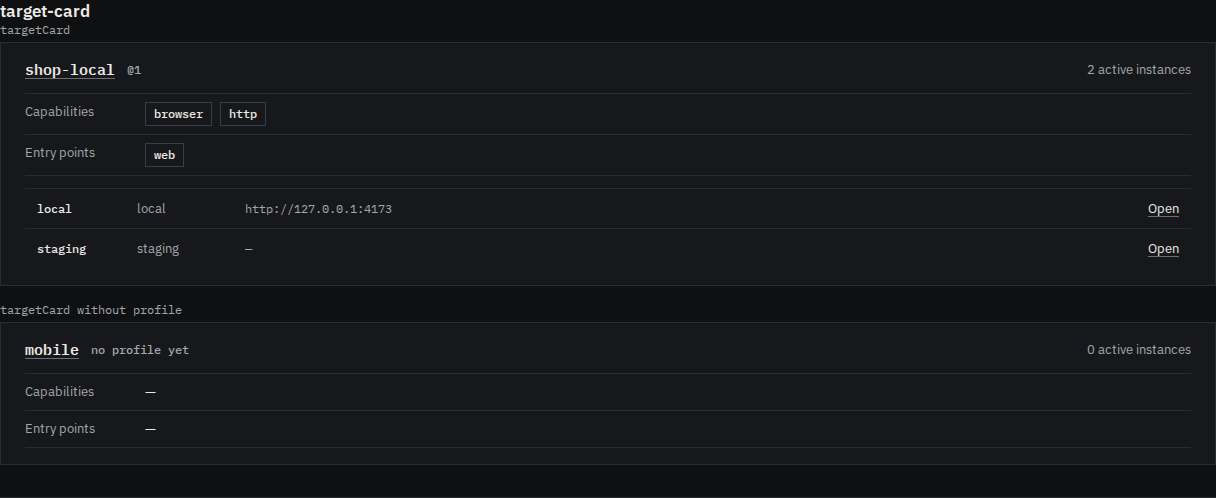 target-card
targetCard
shop-local @1 2 active instances
Capabilities browser http
Entry points web
local local http://127.0.0.1:4173 Open
staging staging — Open
targetCard without profile
mobile no profile yet 0 active instances
Capabilities —
Entry points —